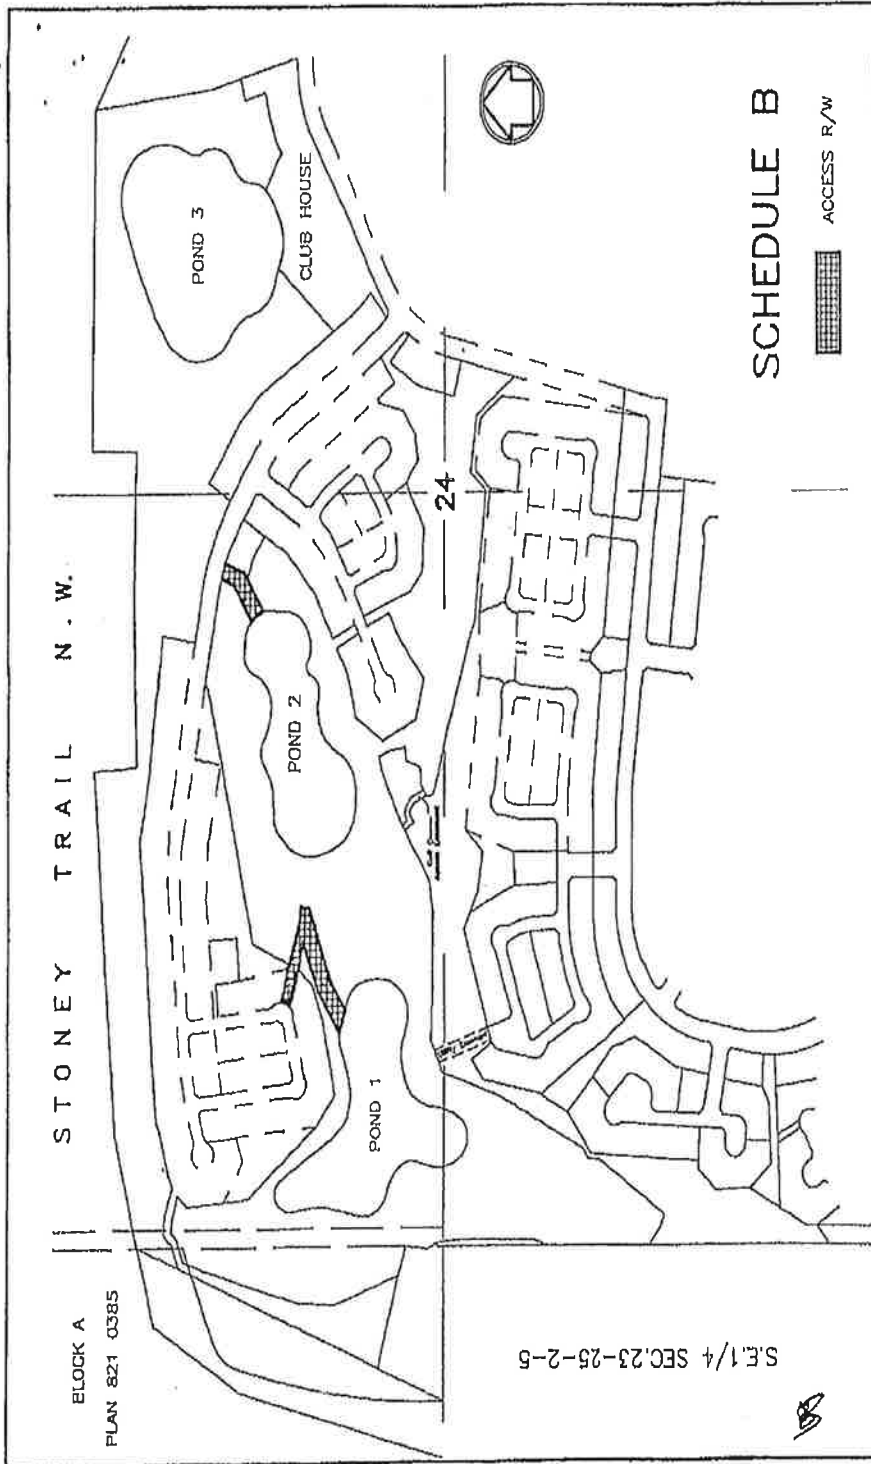 STONEY TRAIL N.W.
BLOCK A
PLAN 821 0385
POND 3
CLUB HOUSE
POND 2
POND 1
24
SCHEDULE B
ACCESS R/W
S.E.1/4 SEC.23-25-2-5